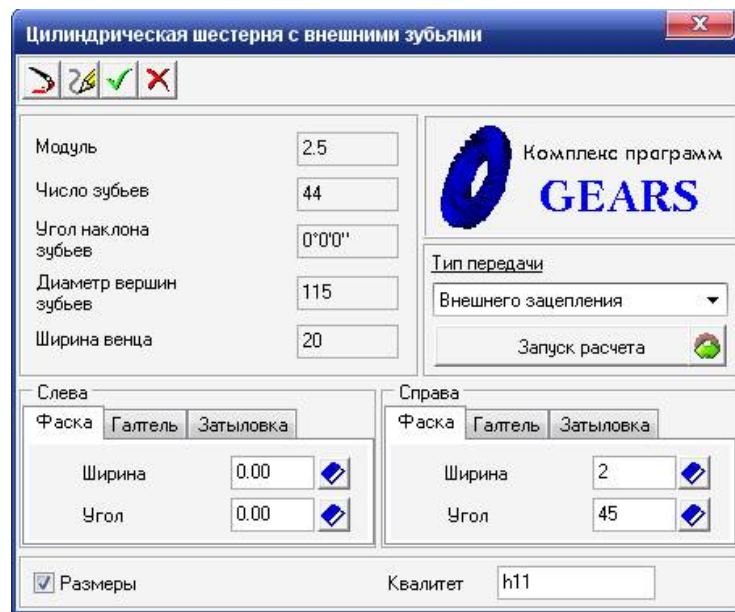 Цилиндрическая шестерня с внешними зубьями
Модуль 2.5
Число зубьев 44
Угол наклона
зубьев 0°0'0''
Диаметр вершин
зубьев 115
Ширина венца 20
Комплекс программ
GEARS
Тип передачи
Внешнего зацепления
Запуск расчета
Слева
Фаска Галтель Затыловка
Ширина 0.00
Угол 0.00
Справа
Фаска Галтель Затыловка
Ширина 2
Угол 45
Размеры
Квалитет h11